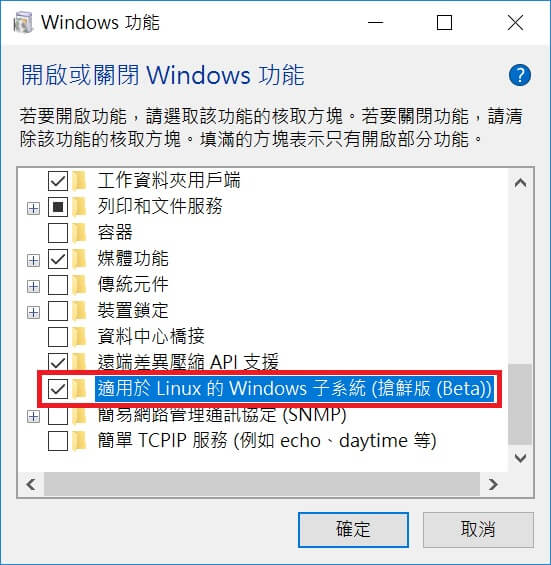 Windows 功能
開啟或關閉 Windows 功能
?
若要開啟功能，請選取該功能的核取方塊。若要關閉功能，請清
除該功能的核取方塊。填滿的方塊表示只有開啟部分功能。
工作資料夾用戶端
列印和文件服務
容器
媒體功能
傳統元件
裝置鎖定
資料中心橋接
遠端差異壓縮 API 支援
適用於 Linux 的 Windows 子系統 (搶鮮版 (Beta))
簡易網路管理通訊協定 (SNMP)
簡單 TCPIP 服務 (例如 echo、daytime 等)
確定
取消